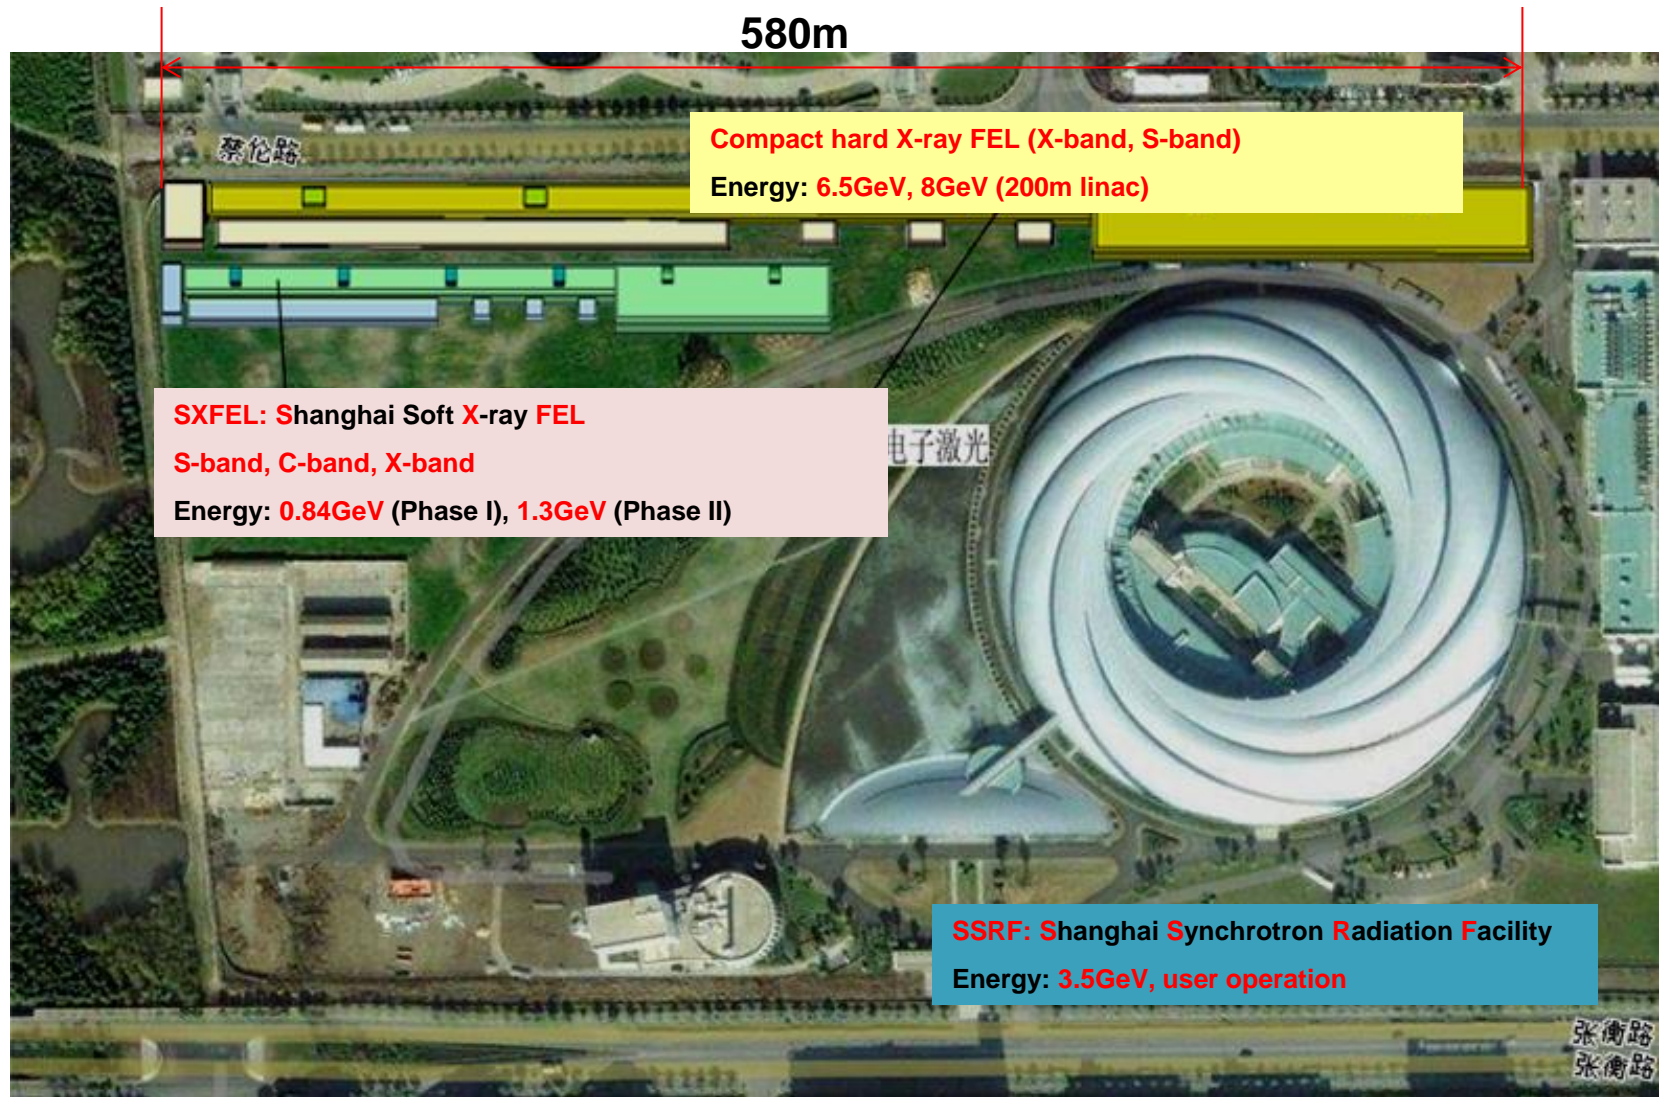 580m
蔡伦路
Compact hard X-ray FEL (X-band, S-band)
Energy: 6.5GeV, 8GeV (200m linac)
SXFEL: Shanghai Soft X-ray FEL
S-band, C-band, X-band
Energy: 0.84GeV (Phase I), 1.3GeV (Phase II)
电子激光
SSRF: Shanghai Synchrotron Radiation Facility
Energy: 3.5GeV, user operation
张衡路
张衡路